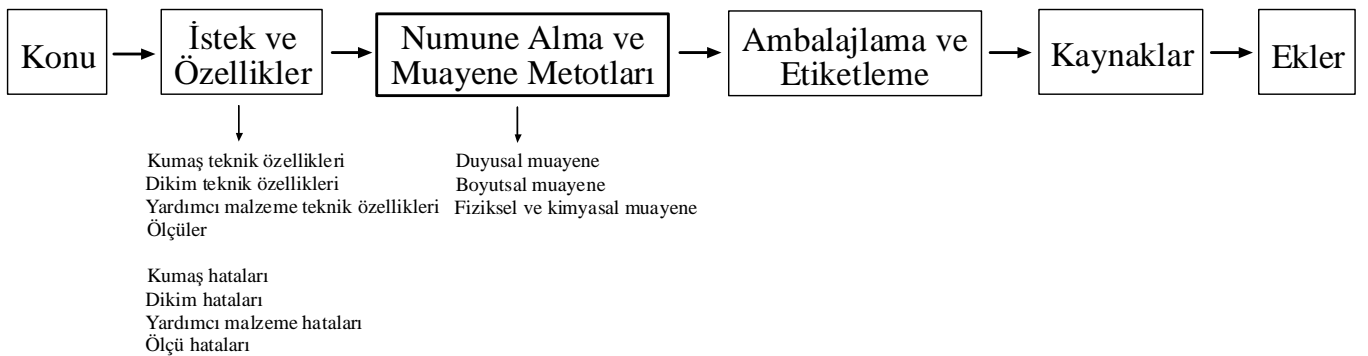 Konu
İstek ve
Özellikler
Numune Alma ve
Muayene Metotları
Ambalajlama ve
Etiketleme
Kaynaklar
Ekler
Kumaş teknik özellikleri
Dikim teknik özellikleri
Yardımcı malzeme teknik özellikleri
Ölçüler
Kumaş hataları
Dikim hataları
Yardımcı malzeme hataları
Ölçü hataları
Duyusal muayene
Boyutsal muayene
Fiziksel ve kimyasal muayene